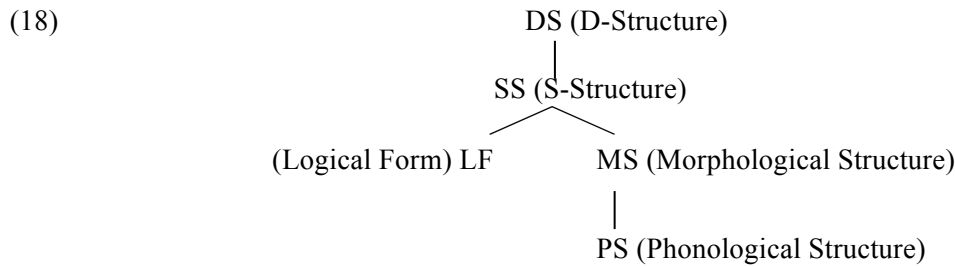 (18) DS (D-Structure)
SS (S-Structure)
(Logical Form) LF MS (Morphological Structure)
PS (Phonological Structure)